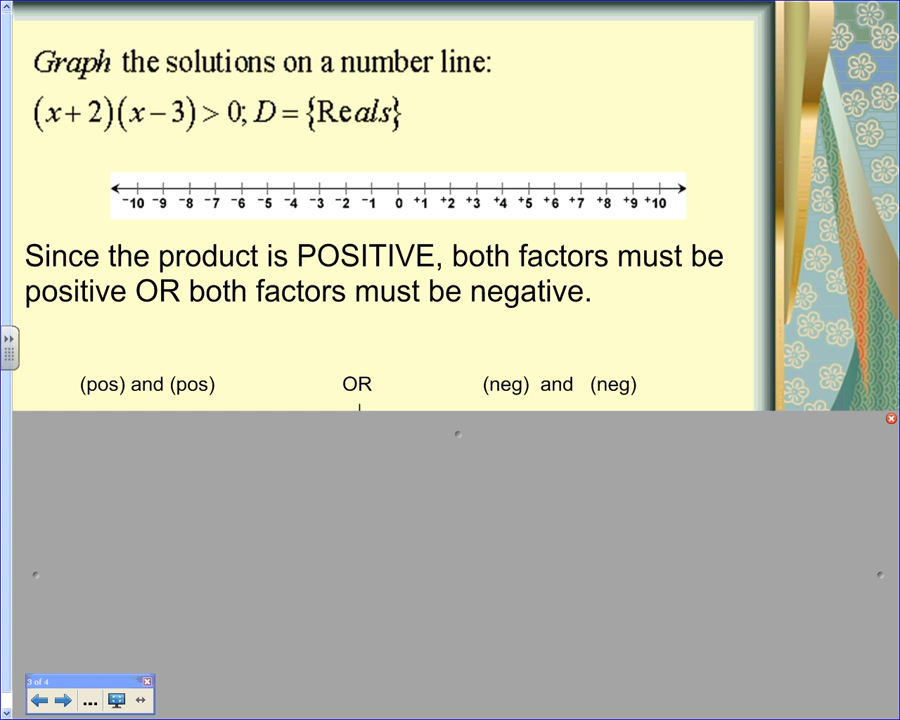 Graph the solutions on a number line:
(x+2)(x−3)>0; D={Reals}
⁻10 ⁻9 ⁻8 ⁻7 ⁻6 ⁻5 ⁻4 ⁻3 ⁻2 ⁻1 0 ⁺1 ⁺2 ⁺3 ⁺4 ⁺5 ⁺6 ⁺7 ⁺8 ⁺9 ⁺10
Since the product is POSITIVE, both factors must be
positive OR both factors must be negative.
(pos) and (pos) OR (neg) and (neg)
3 of 4
...